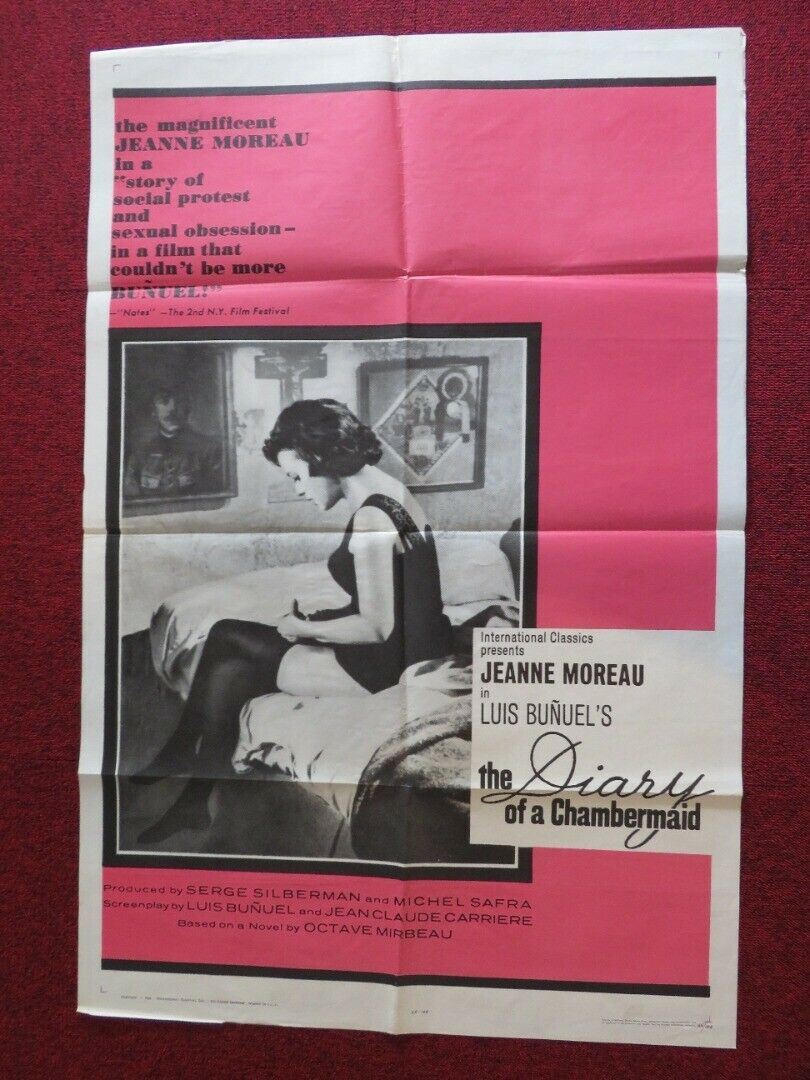 the magnificent
JEANNE MOREAU
in a
"story of
social protest
and
sexual obsession—
in a film that
couldn't be more
BUÑUEL!"
—"Notes" —The 2nd N.Y. Film Festival
International Classics
presents
JEANNE MOREAU
in
LUIS BUÑUEL'S
the Diary
of a Chambermaid
Produced by SERGE SILBERMAN and MICHEL SAFRA
Screenplay by LUIS BUÑUEL and JEAN CLAUDE CARRIERE
Based on a Novel by OCTAVE MIRBEAU